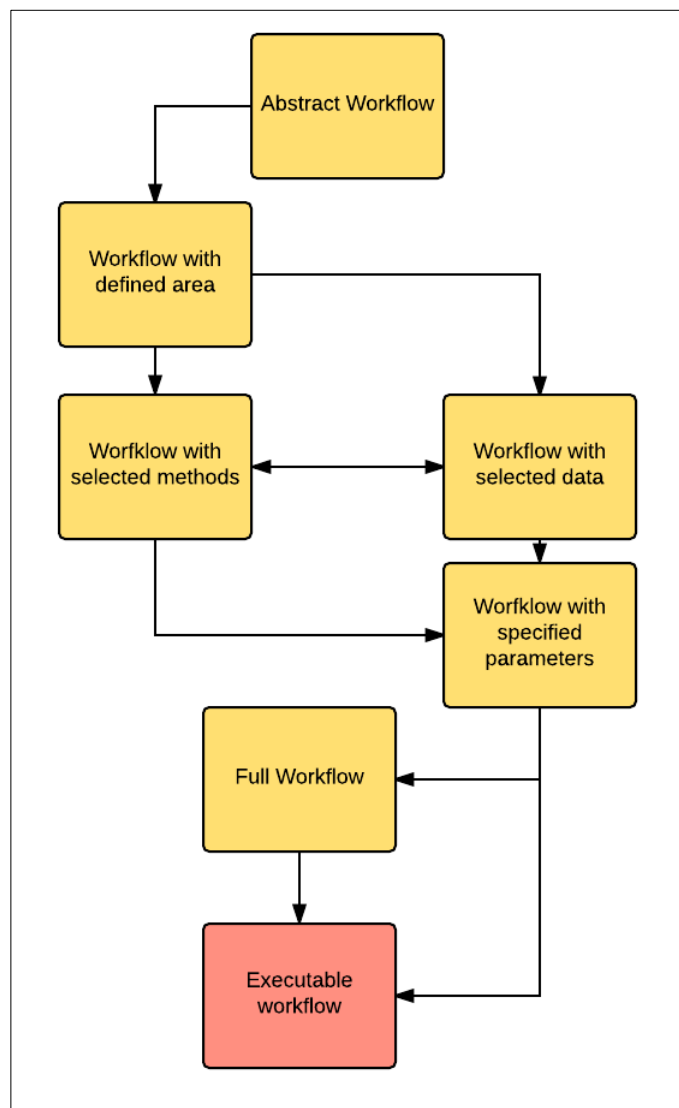 Abstract Workflow
Workflow with
defined area
Worfklow with
selected methods
Workflow with
selected data
Worfklow with
specified
parameters
Full Workflow
Executable
workflow